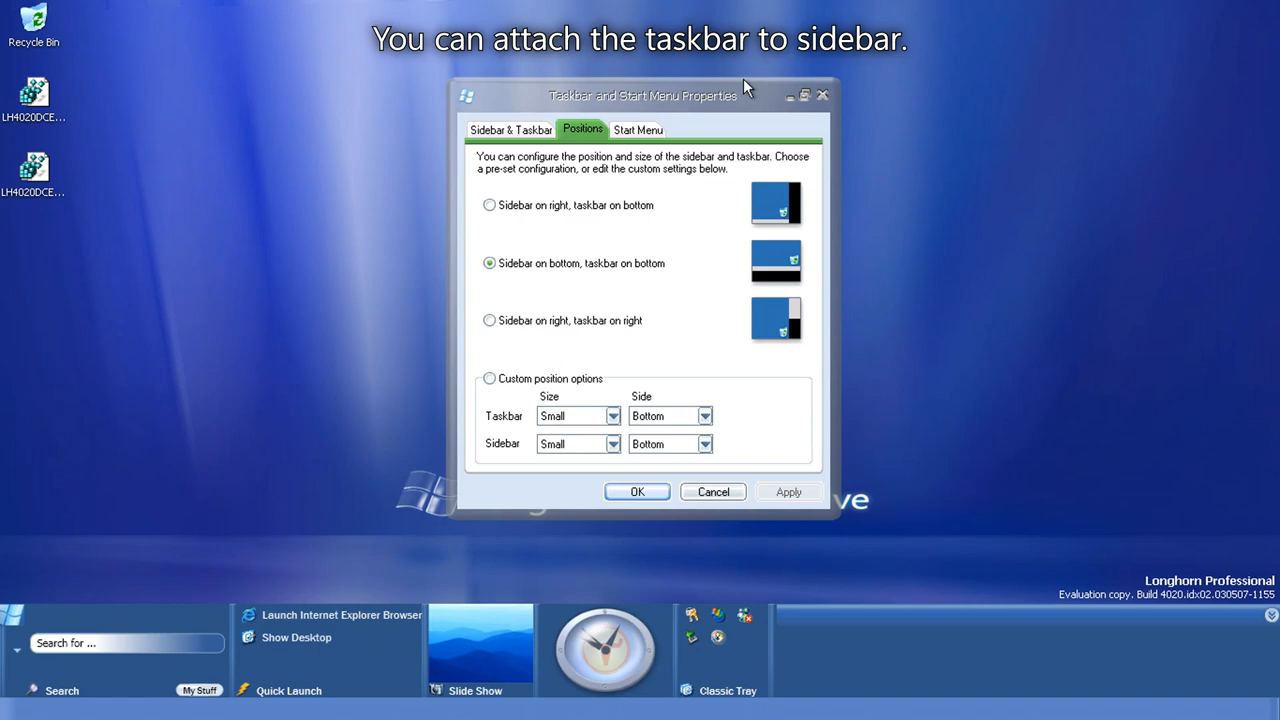 You can attach the taskbar to sidebar.
Recycle Bin
LH4020DCE...
LH4020DCE...
Taskbar and Start Menu Properties
Sidebar & Taskbar
Positions
Start Menu
You can configure the position and size of the sidebar and taskbar. Choose
a pre-set configuration, or edit the custom settings below.
Sidebar on right, taskbar on bottom
Sidebar on bottom, taskbar on bottom
Sidebar on right, taskbar on right
Custom position options
Size Side
Taskbar Small Bottom
Sidebar Small Bottom
OK Cancel Apply
ve
Longhorn Professional
Evaluation copy. Build 4020.idx02.030507-1155
Search for ...
Search
My Stuff
Launch Internet Explorer Browser
Show Desktop
Quick Launch
Slide Show
Classic Tray